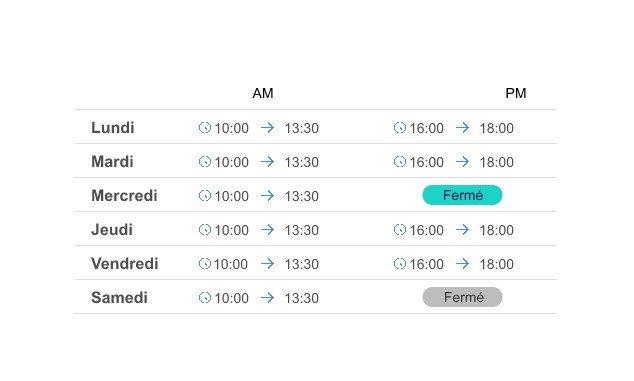 AM PM
Lundi 10:00 → 13:30 16:00 → 18:00
Mardi 10:00 → 13:30 16:00 → 18:00
Mercredi 10:00 → 13:30 Fermé
Jeudi 10:00 → 13:30 16:00 → 18:00
Vendredi 10:00 → 13:30 16:00 → 18:00
Samedi 10:00 → 13:30 Fermé